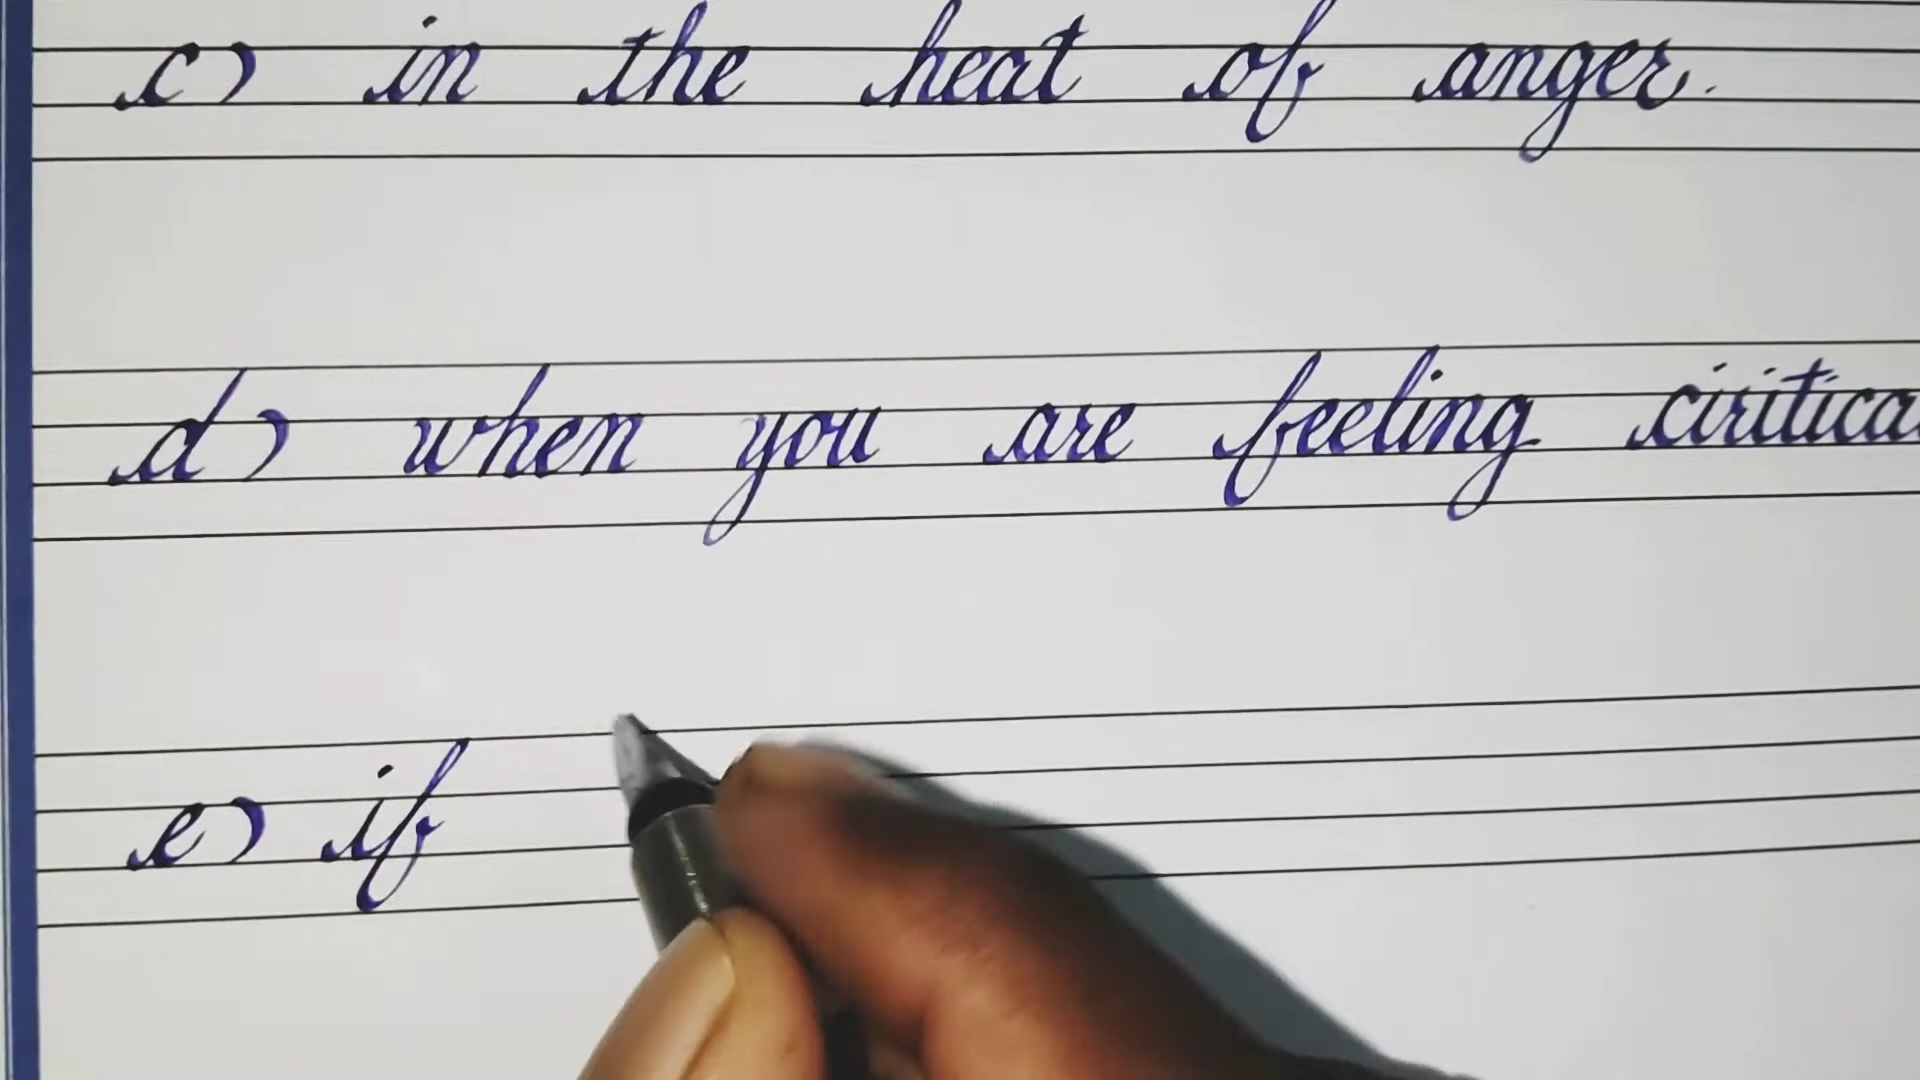 c) in the heat of anger.
d) when you are feeling ciritica
e) if